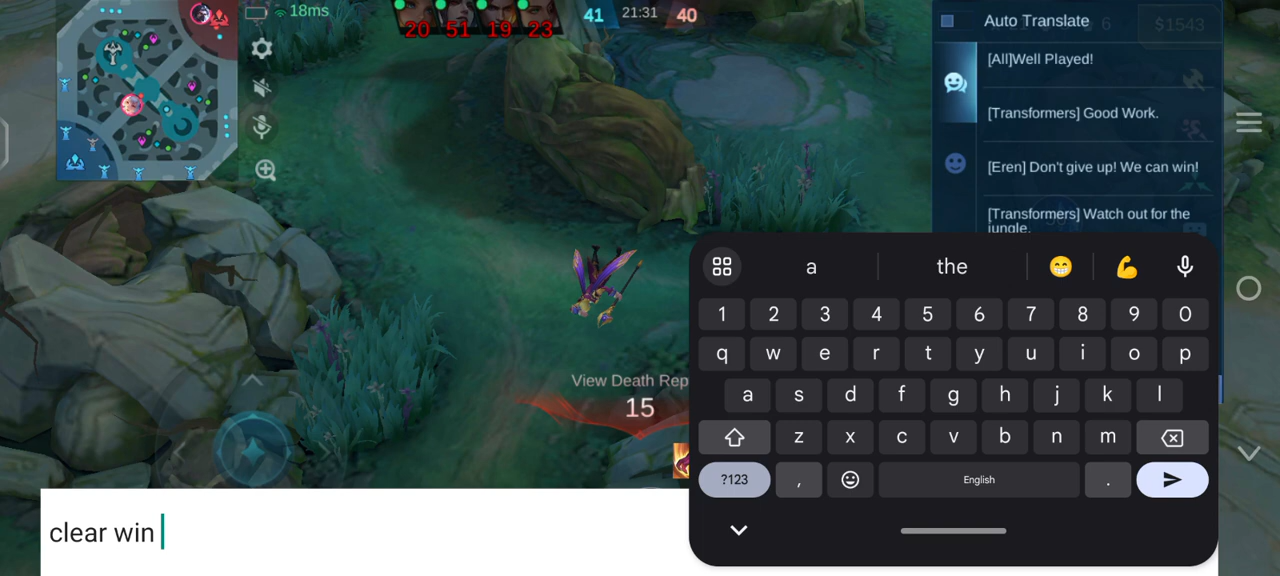 18ms
20 51 19 23
41 21:31 40
Auto Translate
6 $1543
[All]Well Played!
[Transformers] Good Work.
[Eren] Don't give up! We can win!
[Transformers] Watch out for the
jungle.
View Death Rep
15
a the
1 2 3 4 5 6 7 8 9 0
q w e r t y u i o p
a s d f g h j k l
z x c v b n m
?123 , English .
clear win